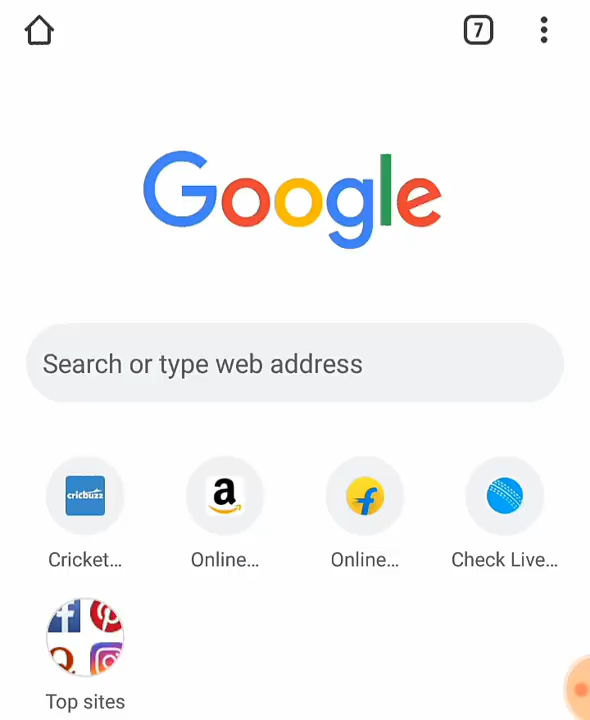 7
Google
Search or type web address
cricbuzz
a
f
Cricket...
Online...
Online...
Check Live...
f
Top sites